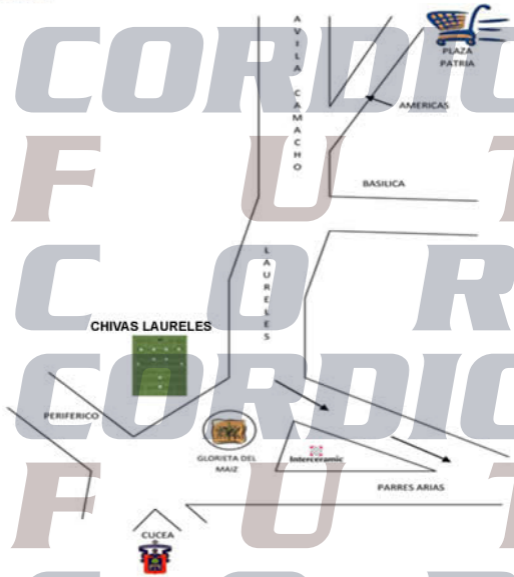 AVILA CAMACHO
PLAZA
PATRIA
AMERICAS
BASILICA
LAURELES
CHIVAS LAURELES
PERIFERICO
GLORIETA DEL
MAIZ
Interceramic
PARRES ARIAS
CUCEA
CORDIC
F U T
C O R
CORDIC
F U T